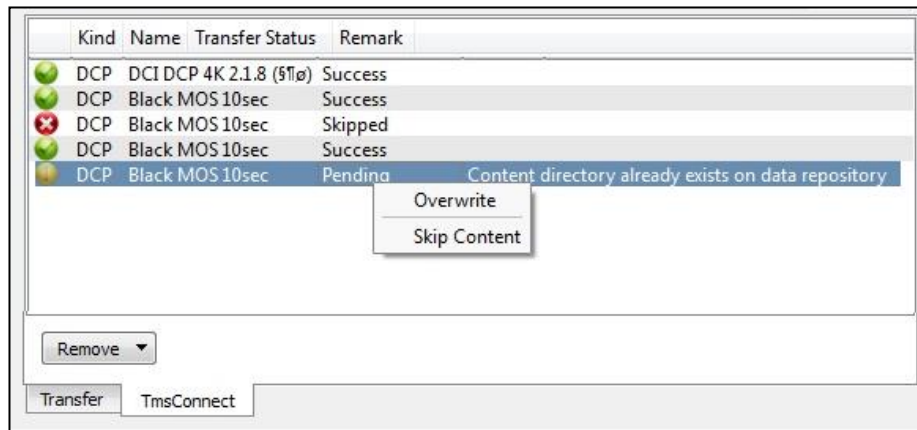 Kind Name Transfer Status Remark
DCP DCI DCP 4K 2.1.8 (§¶ø) Success
DCP Black MOS 10sec Success
DCP Black MOS 10sec Skipped
DCP Black MOS 10sec Success
DCP Black MOS 10sec Pending Content directory already exists on data repository
Overwrite
Skip Content
Remove
Transfer TmsConnect